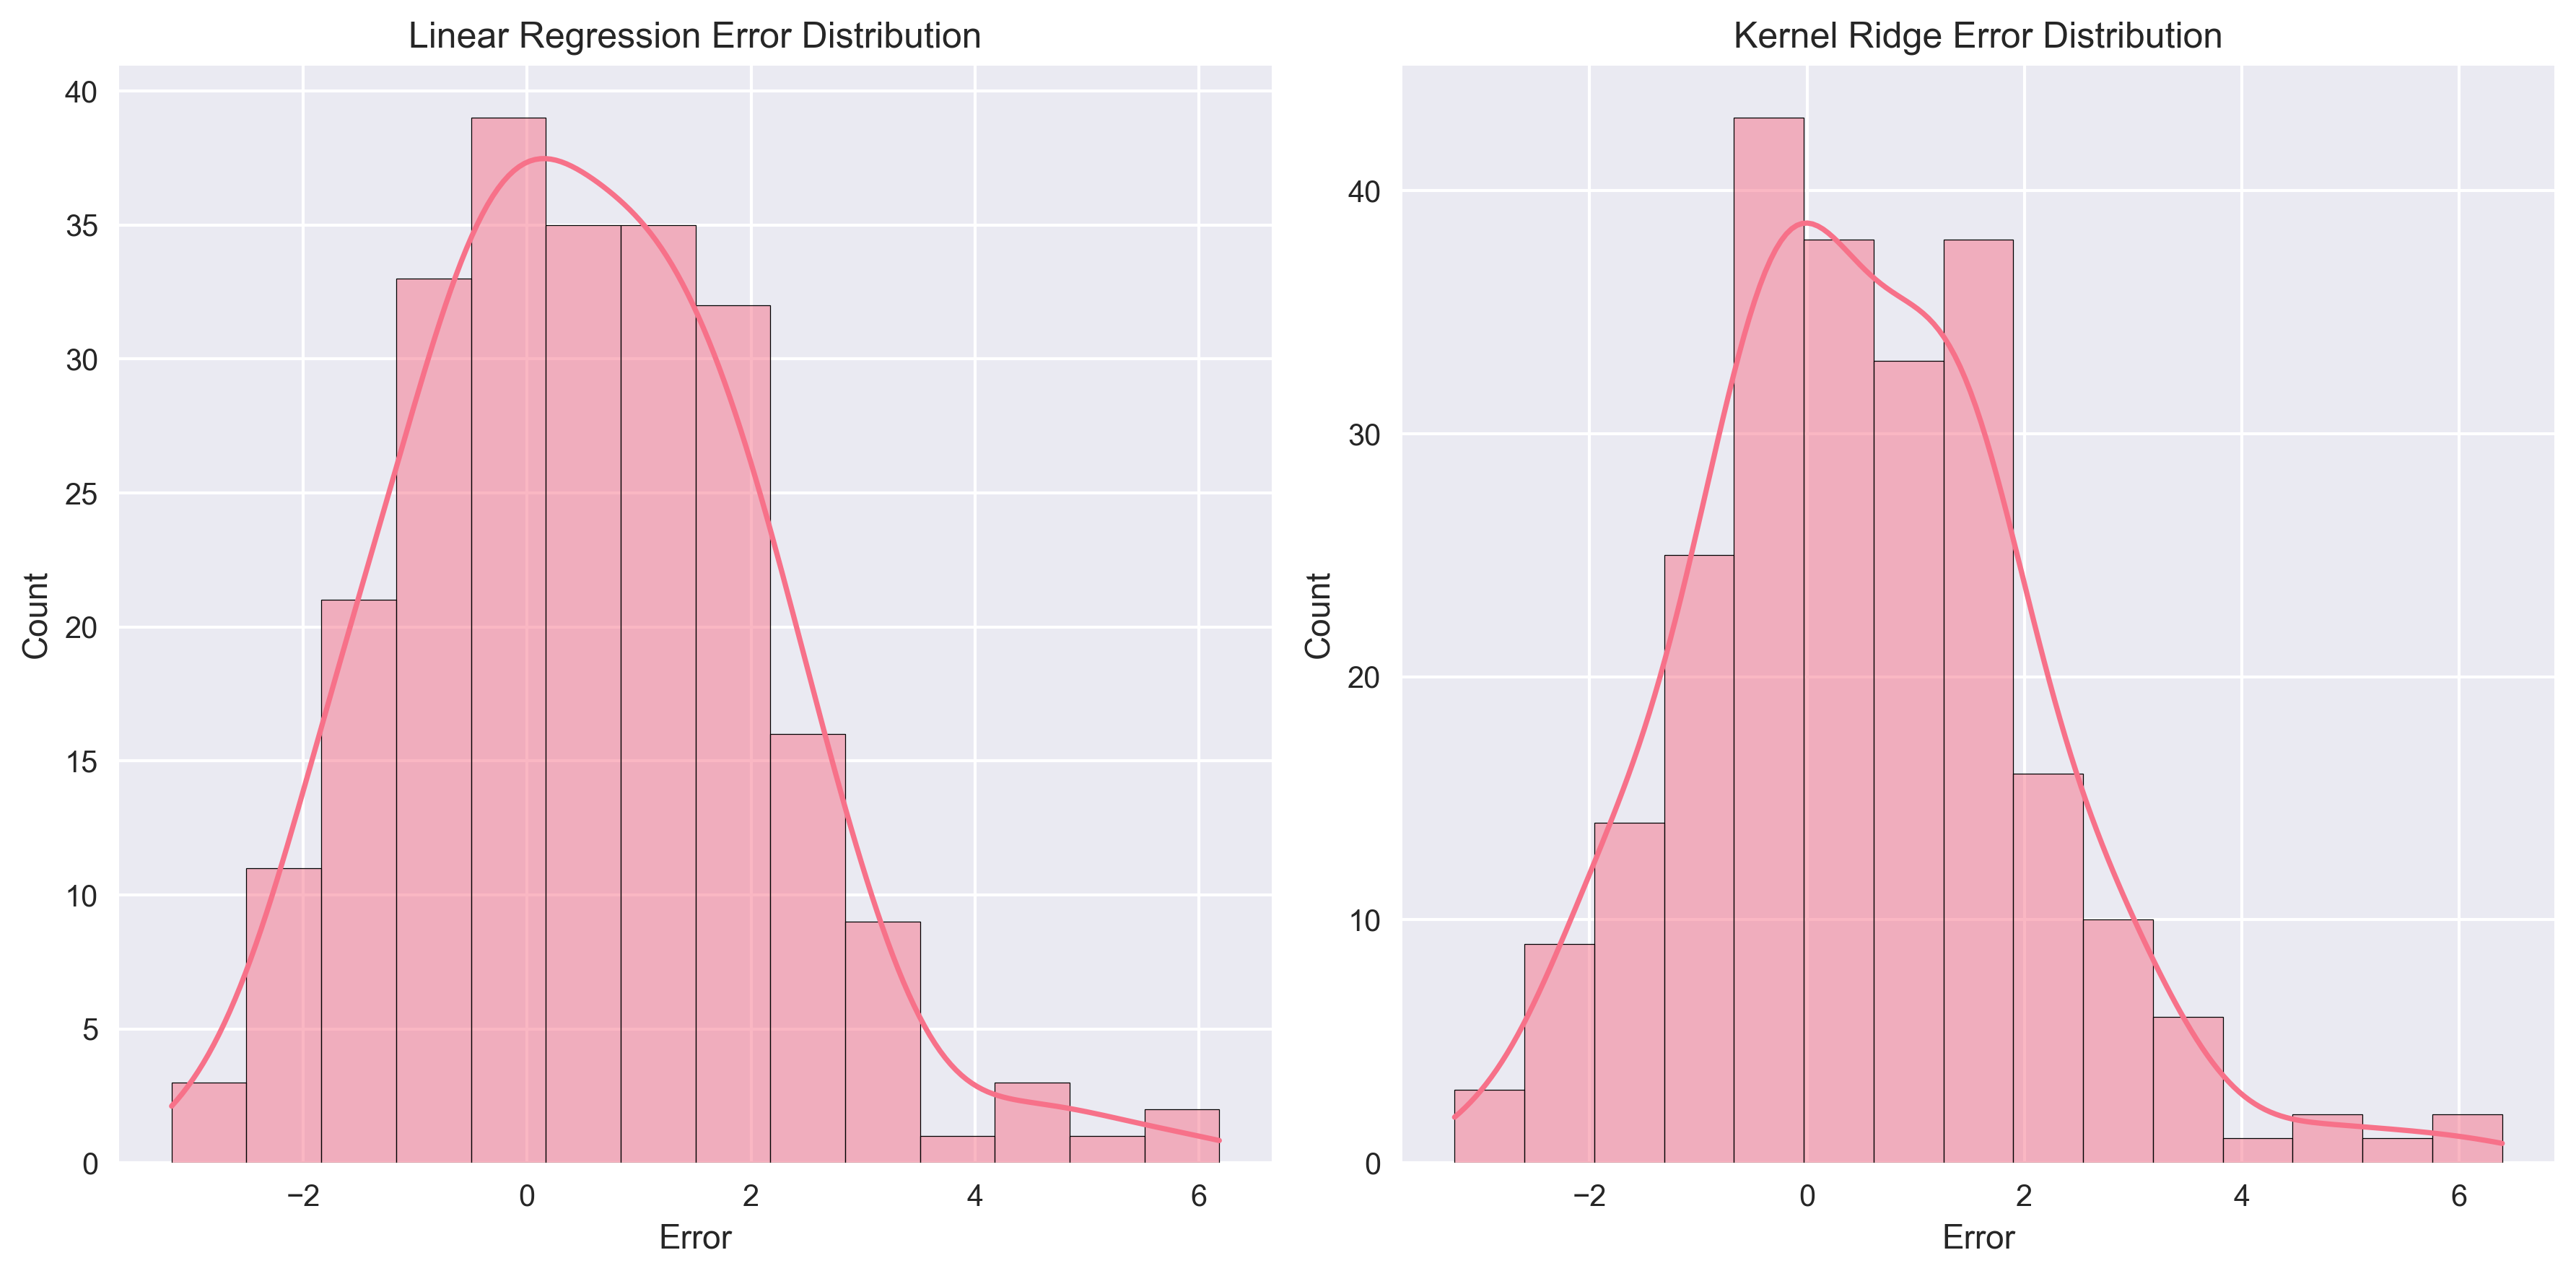 Linear Regression Error Distribution
40
35
30
25
20
15
10
5
0
Count
−2 0 2 4 6
Error
Kernel Ridge Error Distribution
40
30
20
10
0
Count
−2 0 2 4 6
Error